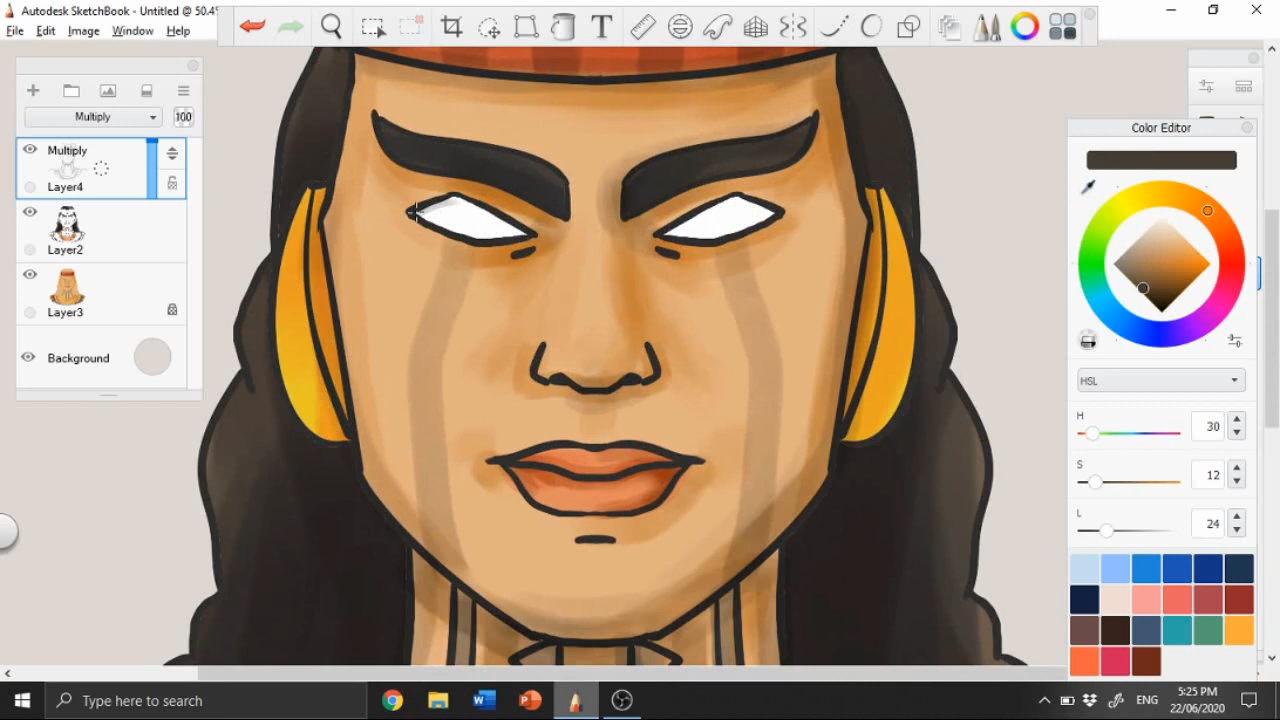 Autodesk SketchBook - Untitled @ 50.4
File Edit Image Window Help
T
Multiply
100
Multiply
Layer4
Layer2
Layer3
Background
Color Editor
HSL
H 30
S 12
L 24
Type here to search
ENG
5:25 PM
22/06/2020